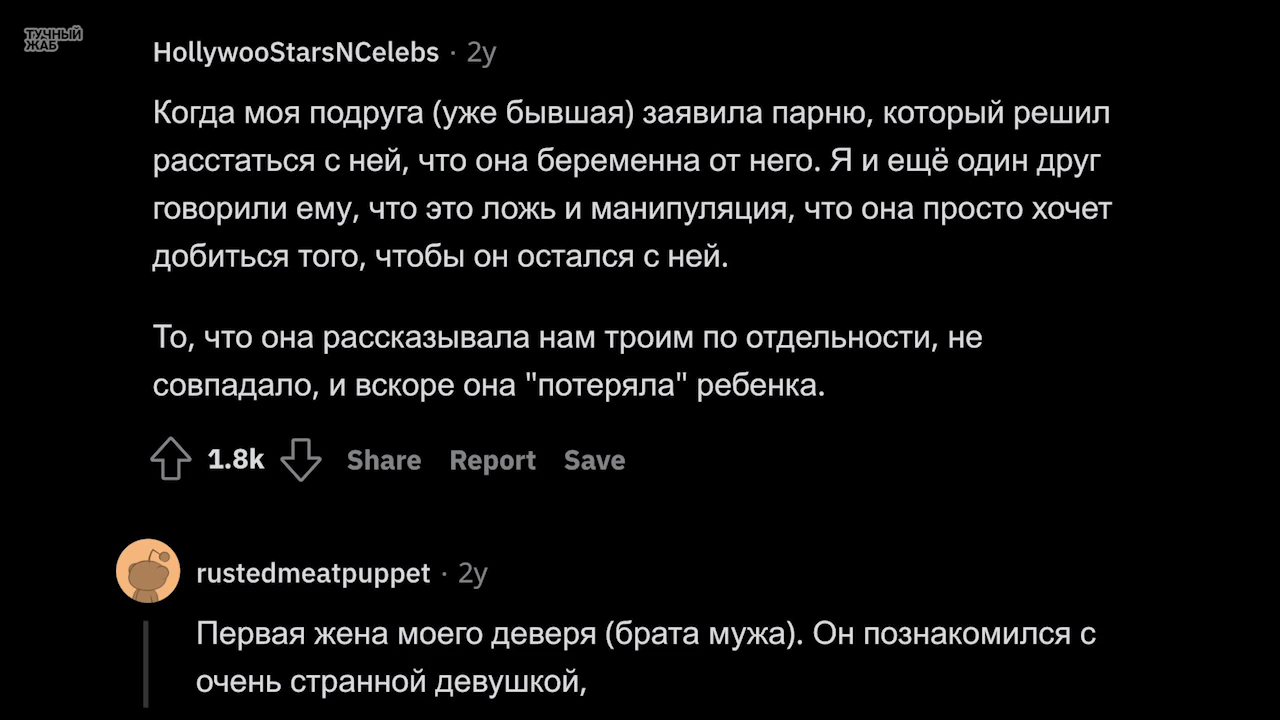 ТУЧНЫЙ
ЖАБ
HollywooStarsNCelebs · 2y
Когда моя подруга (уже бывшая) заявила парню, который решил
расстаться с ней, что она беременна от него. Я и ещё один друг
говорили ему, что это ложь и манипуляция, что она просто хочет
добиться того, чтобы он остался с ней.
То, что она рассказывала нам троим по отдельности, не
совпадало, и вскоре она "потеряла" ребенка.
1.8k Share Report Save
rustedmeatpuppet · 2y
Первая жена моего деверя (брата мужа). Он познакомился с
очень странной девушкой,